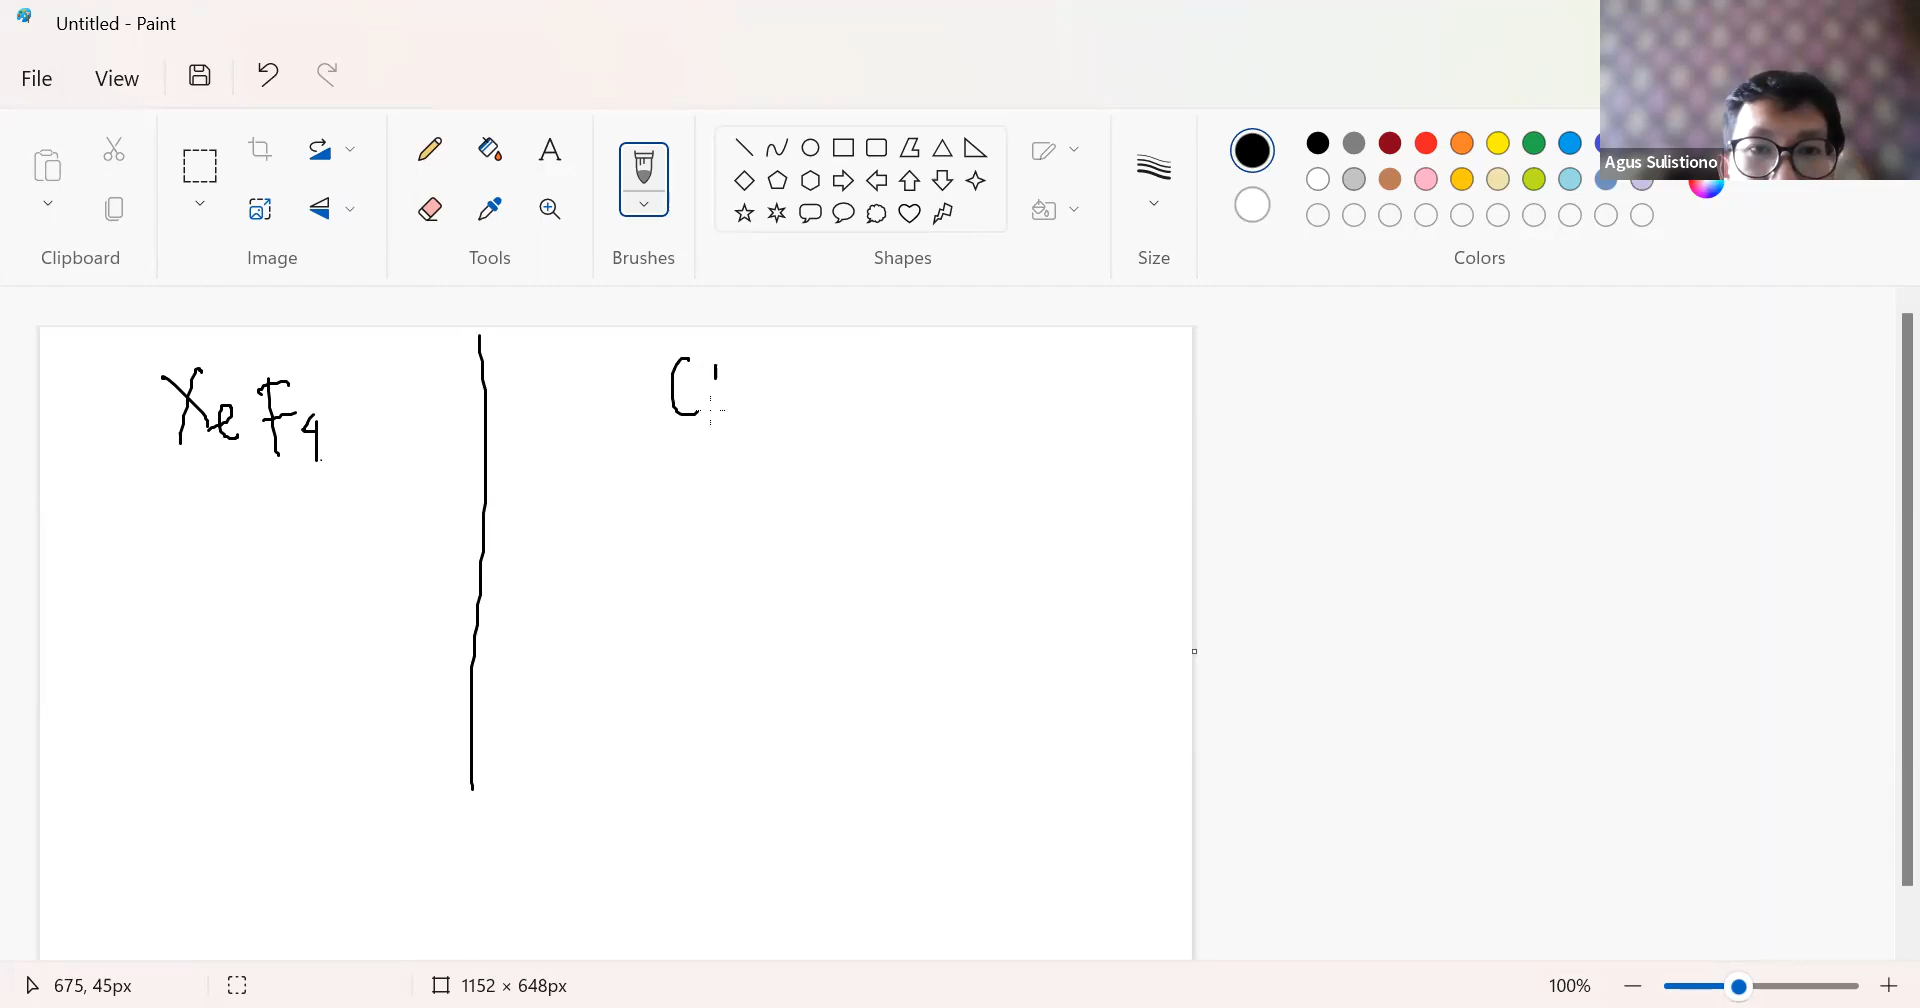 Untitled - Paint
File View
Agus Sulistiono
Clipboard Image Tools Brushes Shapes Size Colors
XeF4
C
675, 45px 1152 × 648px 100%